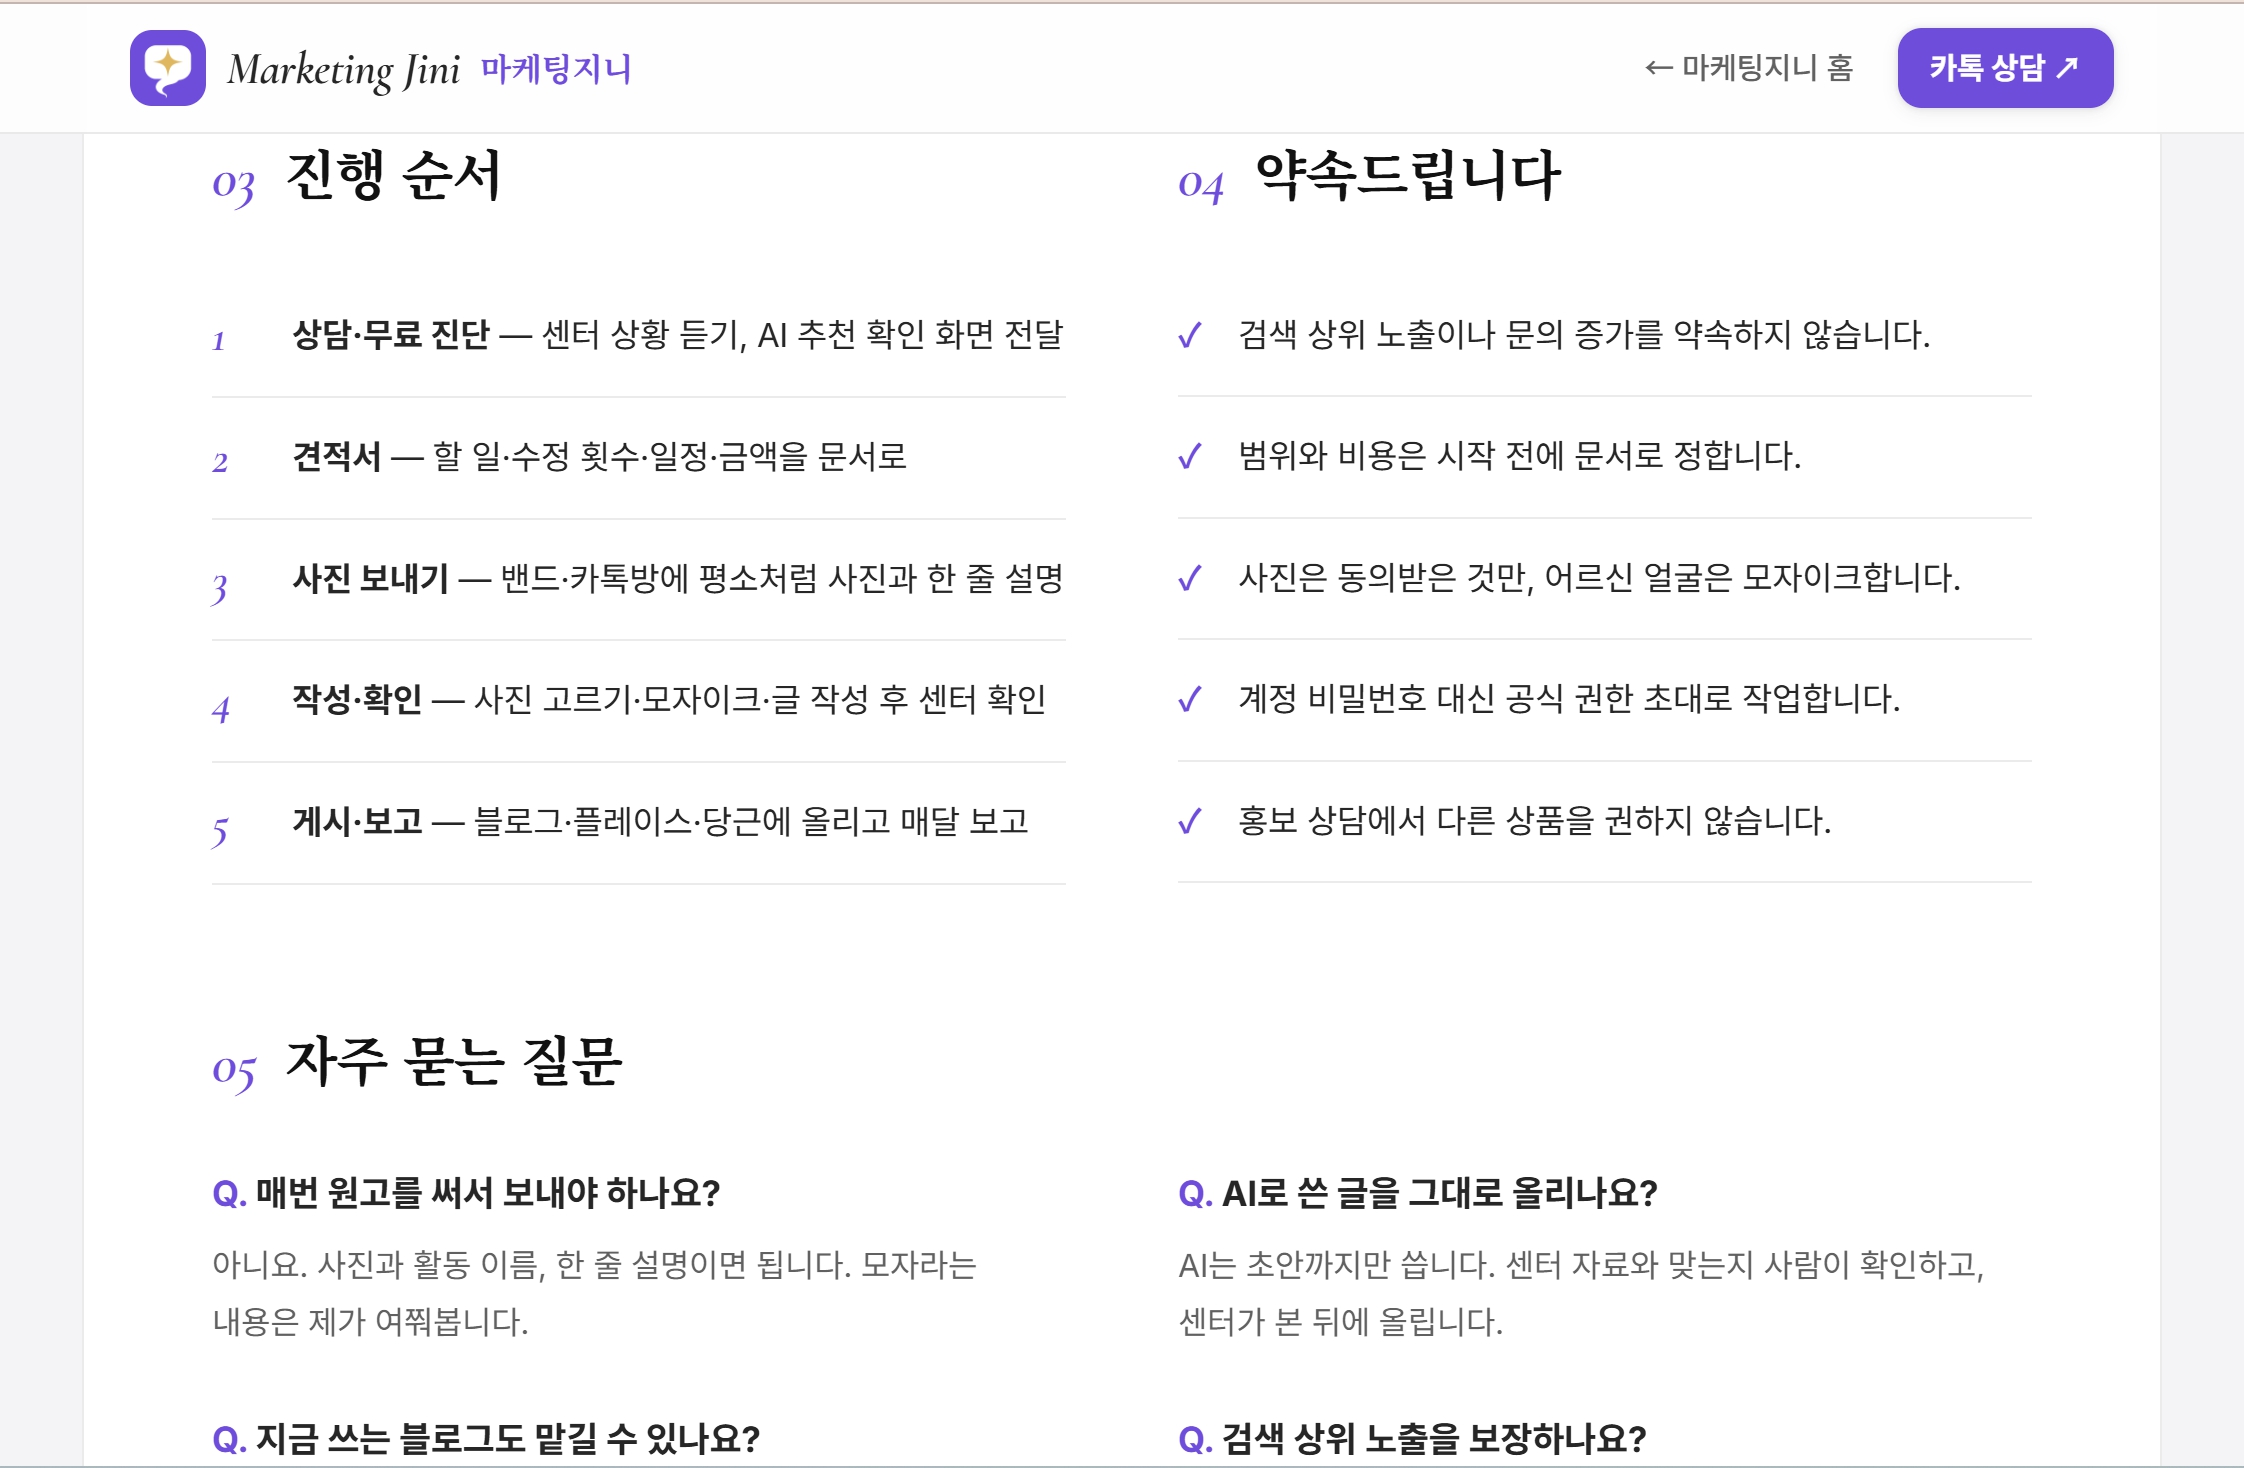 Marketing Jini 마케팅지니
← 마케팅지니 홈
카톡 상담 ↗
03 진행 순서
1 상담·무료 진단 — 센터 상황 듣기, AI 추천 확인 화면 전달
2 견적서 — 할 일·수정 횟수·일정·금액을 문서로
3 사진 보내기 — 밴드·카톡방에 평소처럼 사진과 한 줄 설명
4 작성·확인 — 사진 고르기·모자이크·글 작성 후 센터 확인
5 게시·보고 — 블로그·플레이스·당근에 올리고 매달 보고
04 약속드립니다
✓ 검색 상위 노출이나 문의 증가를 약속하지 않습니다.
✓ 범위와 비용은 시작 전에 문서로 정합니다.
✓ 사진은 동의받은 것만, 어르신 얼굴은 모자이크합니다.
✓ 계정 비밀번호 대신 공식 권한 초대로 작업합니다.
✓ 홍보 상담에서 다른 상품을 권하지 않습니다.
05 자주 묻는 질문
Q. 매번 원고를 써서 보내야 하나요?
아니요. 사진과 활동 이름, 한 줄 설명이면 됩니다. 모자라는
내용은 제가 여쭤봅니다.
Q. AI로 쓴 글을 그대로 올리나요?
AI는 초안까지만 씁니다. 센터 자료와 맞는지 사람이 확인하고,
센터가 본 뒤에 올립니다.
Q. 지금 쓰는 블로그도 맡길 수 있나요?
Q. 검색 상위 노출을 보장하나요?